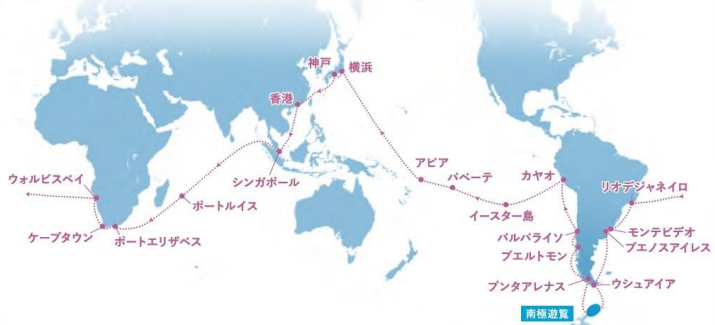 神戸
横浜
香港
シンガポール
ウォルビスベイ
ポートルイス
ケープタウン
ポートエリザベス
アピア
パペーテ
イースター島
カヤオ
リオデジャネイロ
バルパライソ
プエルトモン
モンテビデオ
ブエノスアイレス
プンタアレナス
ウシュアイア
南極遊覧